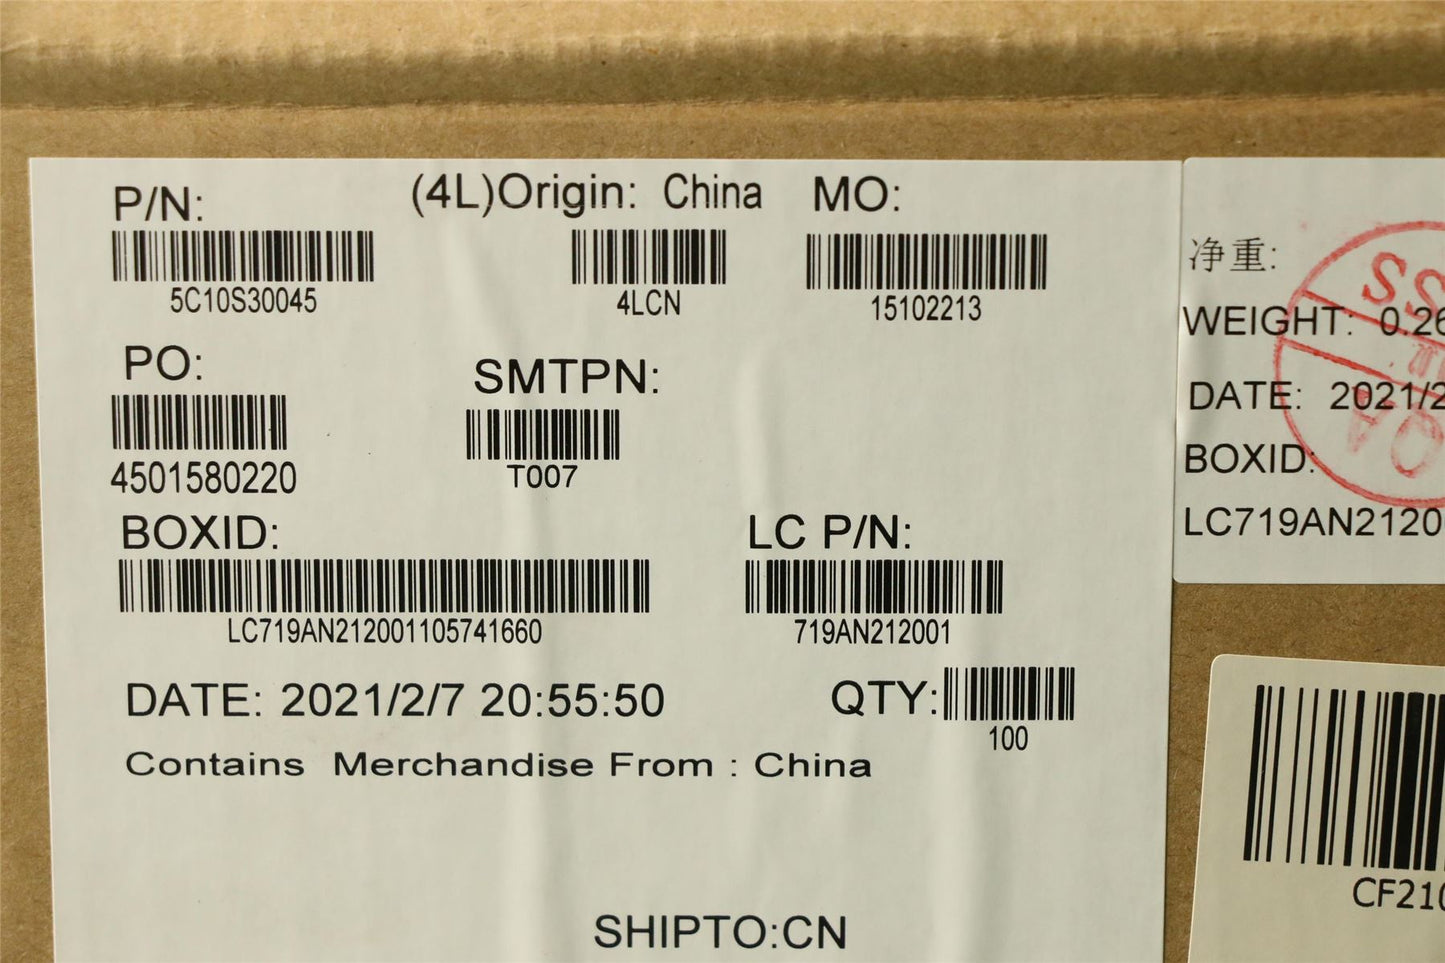 P/N: (4L)Origin: China MO:
5C10S30045 4LCN 15102213
PO: SMTPN:
4501580220 T007
BOXID: LC P/N:
LC719AN212001105741660 719AN212001
DATE: 2021/2/7 20:55:50 QTY:
100
Contains Merchandise From : China
SHIPTO:CN
净重:
WEIGHT: 0.26
DATE: 2021/2
BOXID:
LC719AN2120
SS
QA
CF210